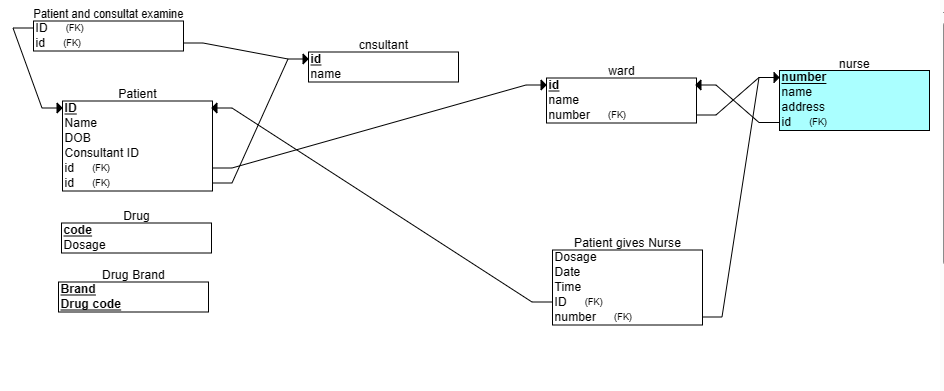 Patient and consultat examine
ID (FK)
id (FK)
cnsultant
id
name
Patient
ID
Name
DOB
Consultant ID
id (FK)
id (FK)
ward
id
name
number (FK)
nurse
number
name
address
id (FK)
Drug
code
Dosage
Drug Brand
Brand
Drug code
Patient gives Nurse
Dosage
Date
Time
ID (FK)
number (FK)